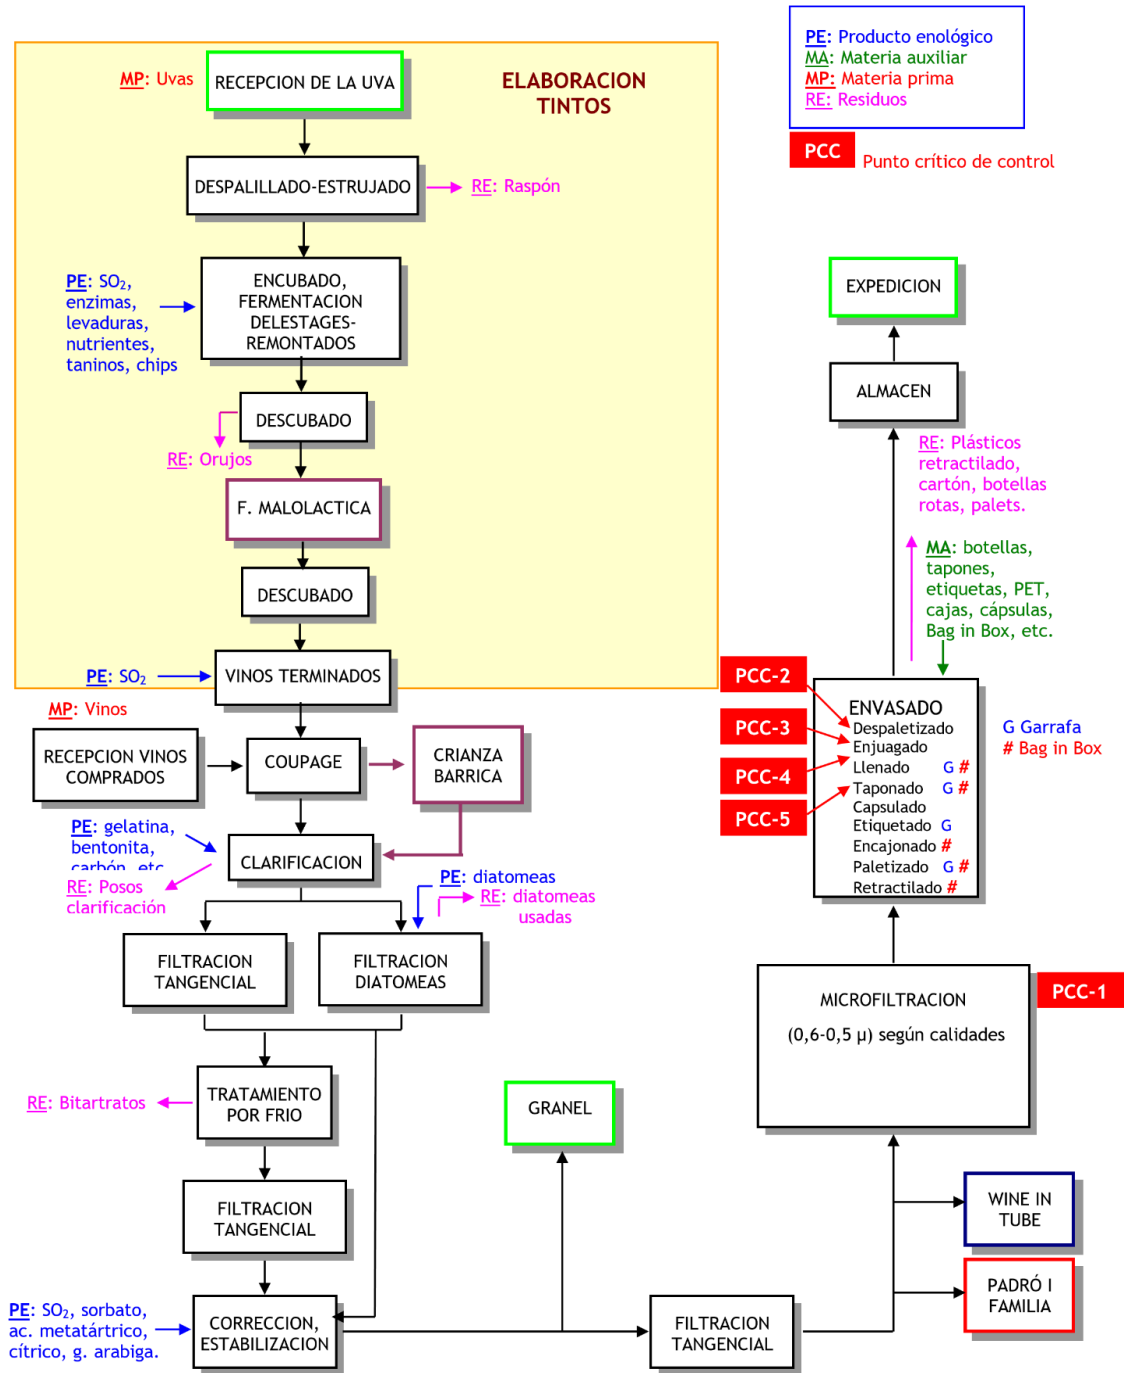 PE: Producto enológico
MA: Materia auxiliar
MP: Materia prima
RE: Residuos
PCC
Punto crítico de control
ELABORACION
TINTOS
MP: Uvas
RECEPCION DE LA UVA
DESPALILLADO-ESTRUJADO
RE: Raspón
PE: SO₂,
enzimas,
levaduras,
nutrientes,
taninos, chips
ENCUBADO,
FERMENTACION
DELESTAGES-
REMONTADOS
DESCUBADO
RE: Orujos
F. MALOLACTICA
DESCUBADO
PE: SO₂
VINOS TERMINADOS
MP: Vinos
RECEPCION VINOS
COMPRADOS
COUPAGE
CRIANZA
BARRICA
PE: gelatina,
bentonita,
carbón, etc
CLARIFICACION
RE: Posos
clarificación
PE: diatomeas
RE: diatomeas
usadas
FILTRACION
TANGENCIAL
FILTRACION
DIATOMEAS
TRATAMIENTO
POR FRIO
RE: Bitartratos
FILTRACION
TANGENCIAL
PE: SO₂, sorbato,
ac. metatártrico,
cítrico, g. arabiga.
CORRECCION,
ESTABILIZACION
GRANEL
FILTRACION
TANGENCIAL
PADRÓ I
FAMILIA
WINE IN
TUBE
MICROFILTRACION
(0,6-0,5 µ) según calidades
PCC-1
PCC-2
PCC-3
PCC-4
PCC-5
ENVASADO
Despaletizado
Enjuagado
Llenado G #
Taponado G #
Capsulado
Etiquetado G
Encajonado #
Paletizado G #
Retractilado #
G Garrafa
# Bag in Box
MA: botellas,
tapones,
etiquetas, PET,
cajas, cápsulas,
Bag in Box, etc.
RE: Plásticos
retractilado,
cartón, botellas
rotas, palets.
ALMACEN
EXPEDICION